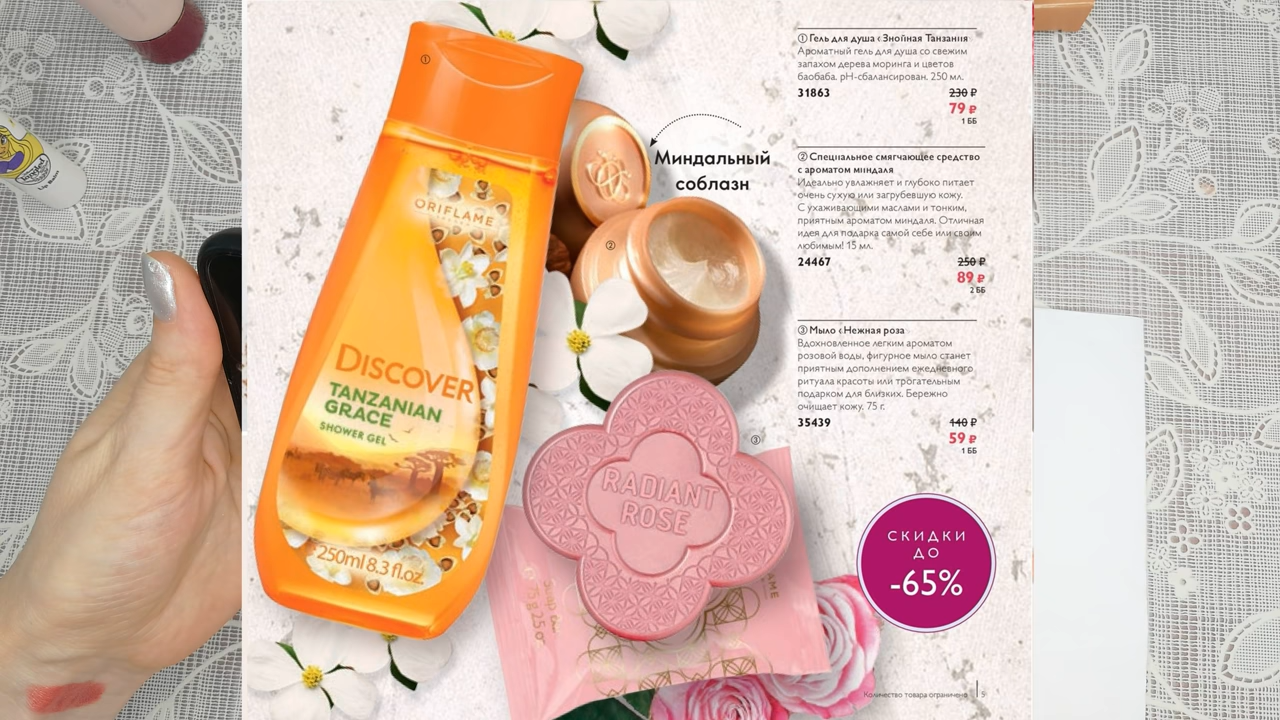 ①
ORIFLAME
DISCOVER
TANZANIAN
GRACE
SHOWER GEL
250ml 8.3 fl.oz.
Миндальный
соблазн
②
③
RADIANT
ROSE
① Гель для душа «Знойная Танзания
Ароматный гель для душа со свежим
запахом дерева моринга и цветов
баобаба. pH-сбалансирован. 250 мл.
31863 230 ₽
79 ₽
1 ББ
② Специальное смягчающее средство
с ароматом миндаля
Идеально увлажняет и глубоко питает
очень сухую или загрубевшую кожу.
С ухаживающими маслами и тонким,
приятным ароматом миндаля. Отличная
идея для подарка самой себе или своим
любимым! 15 мл.
24467 250 ₽
89 ₽
2 ББ
③ Мыло «Нежная роза
Вдохновленное легким ароматом
розовой воды, фигурное мыло станет
приятным дополнением ежедневного
ритуала красоты или трогательным
подарком для близких. Бережно
очищает кожу. 75 г.
35439 140 ₽
59 ₽
1 ББ
СКИДКИ
ДО
-65%
Количество товара ограничено 5